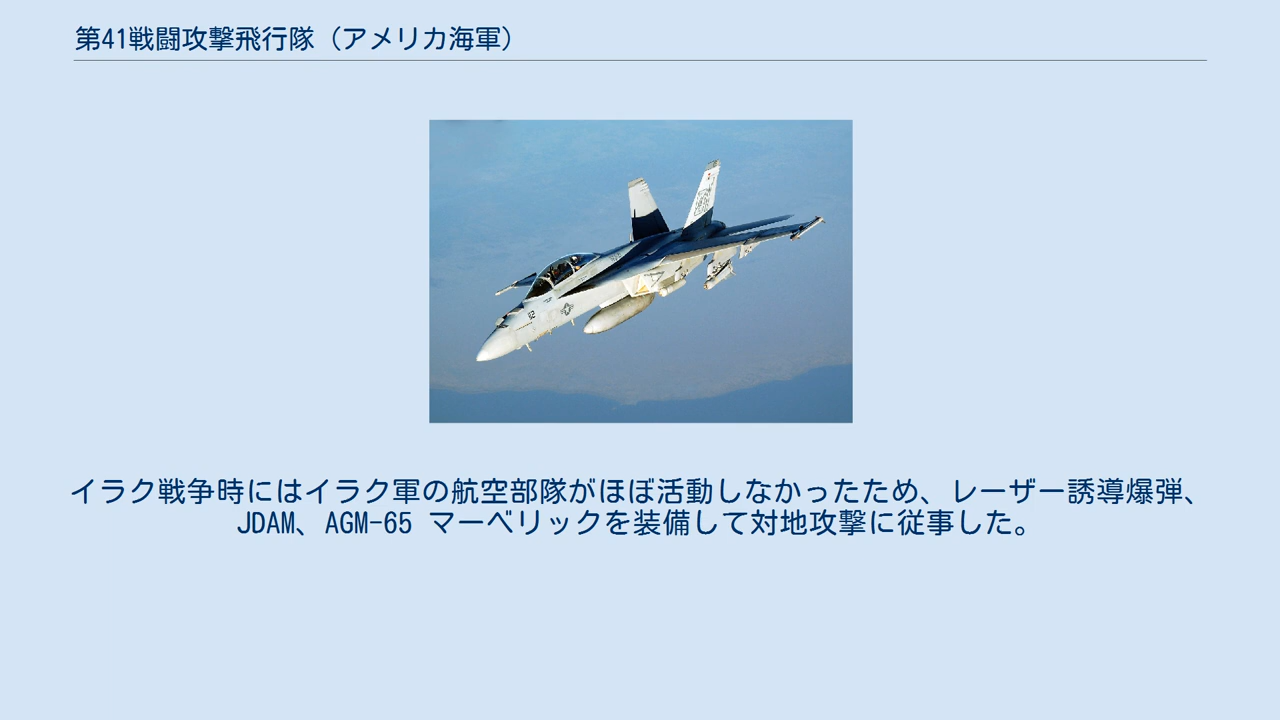 第41戦闘攻撃飛行隊（アメリカ海軍）
イラク戦争時にはイラク軍の航空部隊がほぼ活動しなかったため、レーザー誘導爆弾、
JDAM、AGM-65 マーベリックを装備して対地攻撃に従事した。